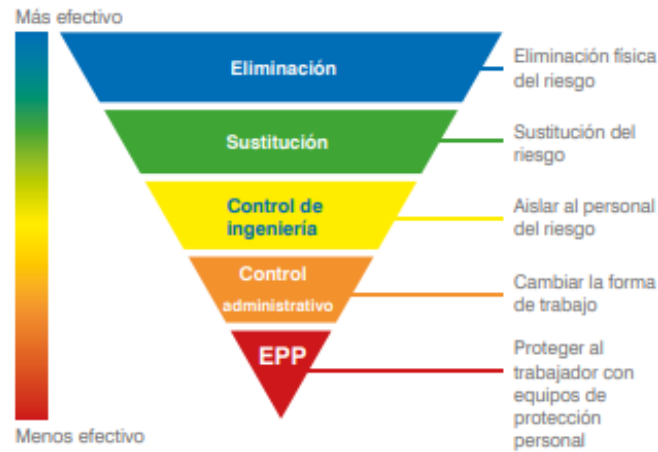 Más efectivo
Eliminación
Eliminación física
del riesgo
Sustitución
Sustitución del
riesgo
Control de
ingeniería
Aislar al personal
del riesgo
Control
administrativo
Cambiar la forma
de trabajo
EPP
Proteger al
trabajador con
equipos de
protección
personal
Menos efectivo